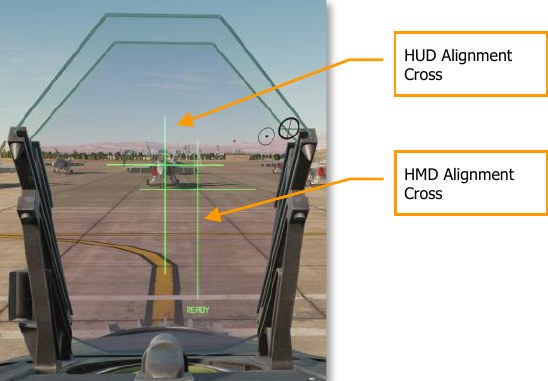 HUD Alignment
Cross
HMD Alignment
Cross
READY